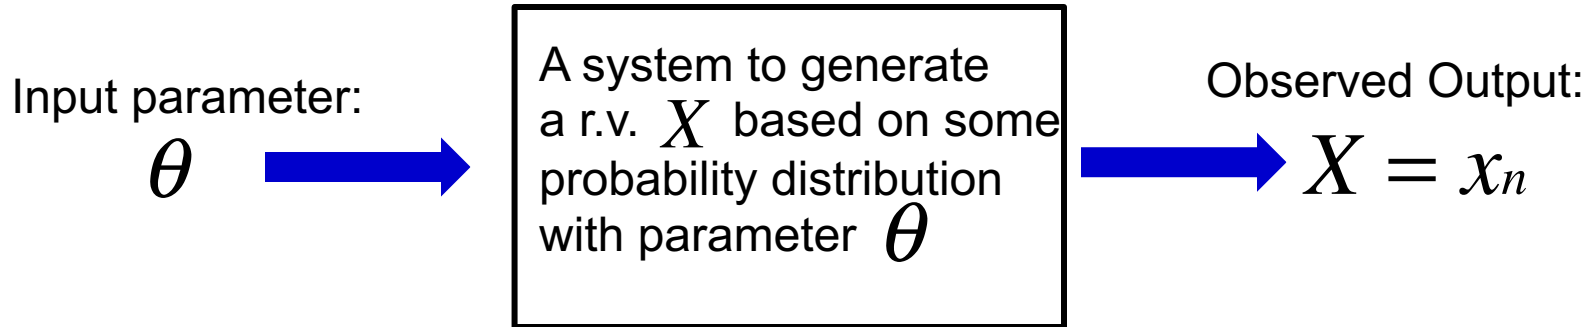 Input parameter:
θ
A system to generate
a r.v. X based on some
probability distribution
with parameter θ
Observed Output:
X = xn